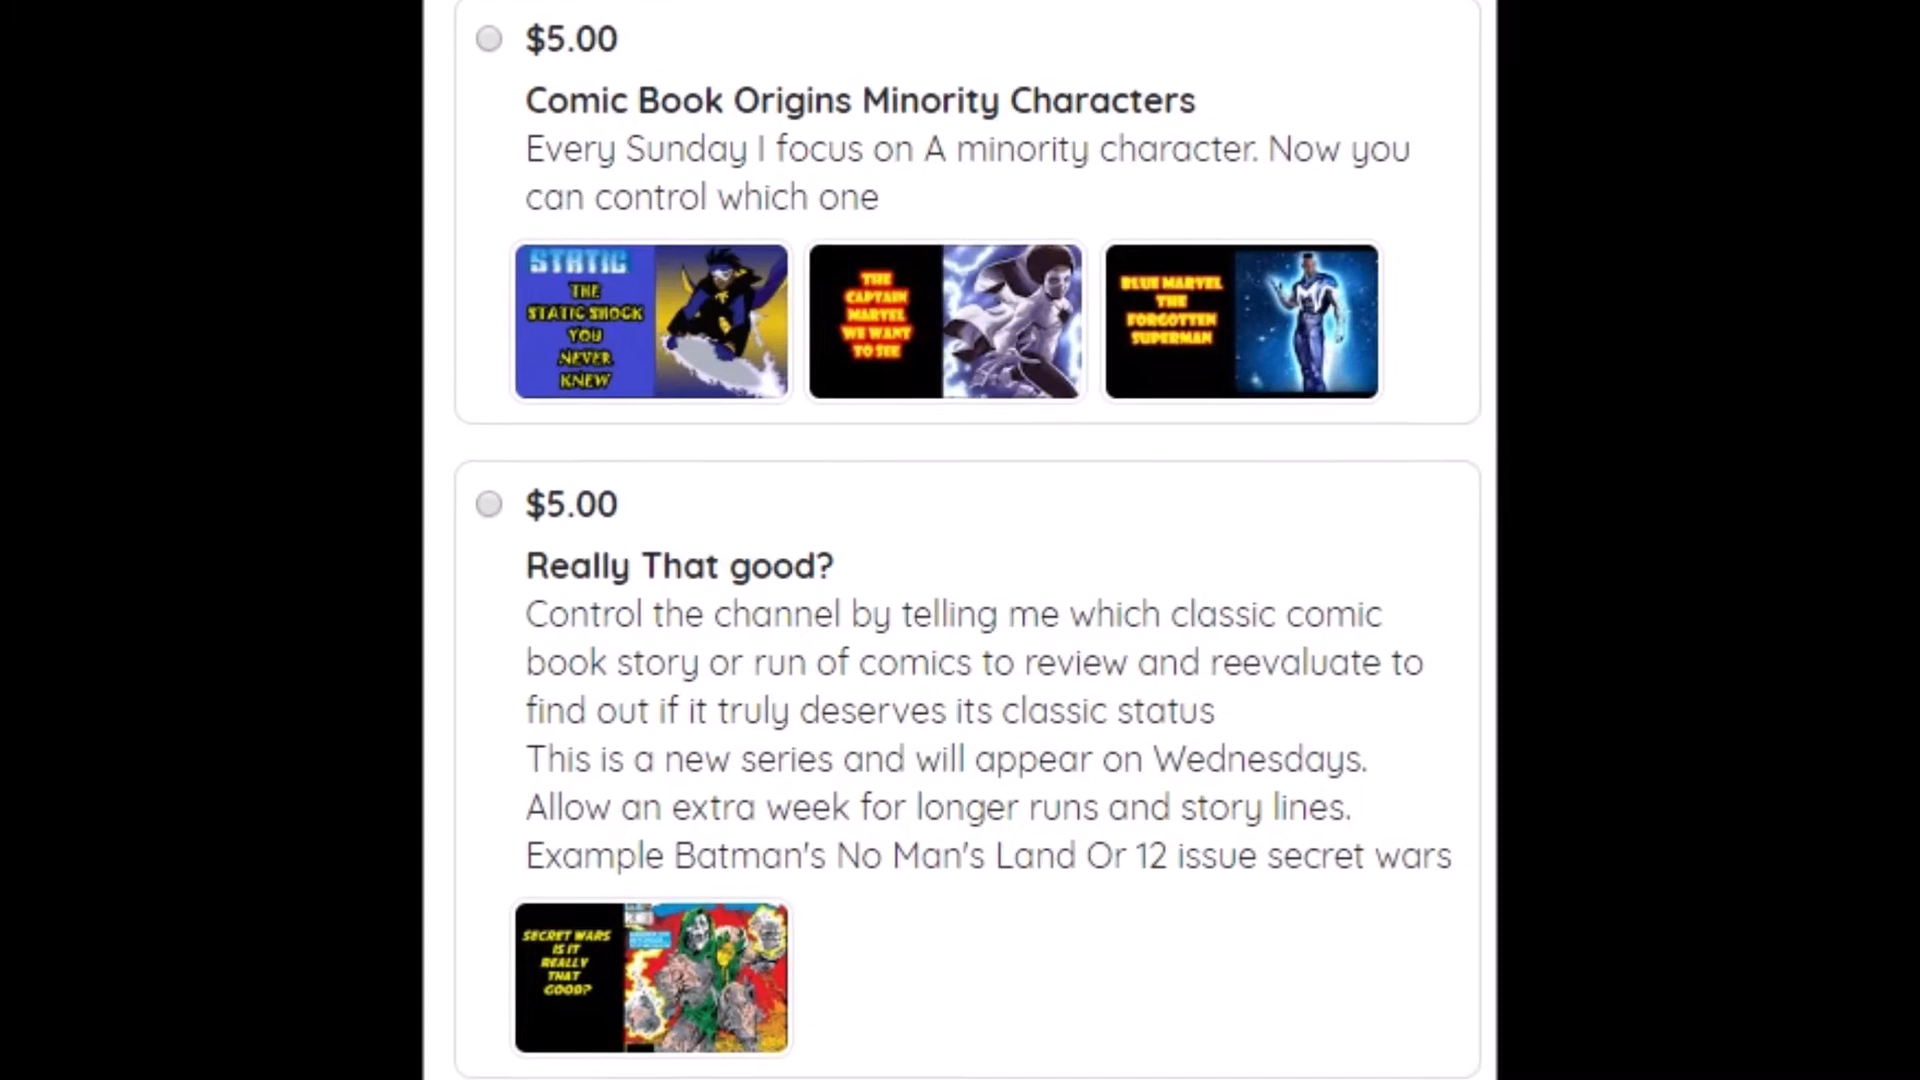 $5.00
Comic Book Origins Minority Characters
Every Sunday I focus on A minority character. Now you
can control which one
STATIC
THE
STATIC SHOCK
YOU
NEVER
KNEW
THE
CAPTAIN
MARVEL
WE WANT
TO SEE
BLUE MARVEL
THE
FORGOTTEN
SUPERMAN
$5.00
Really That good?
Control the channel by telling me which classic comic
book story or run of comics to review and reevaluate to
find out if it truly deserves its classic status
This is a new series and will appear on Wednesdays.
Allow an extra week for longer runs and story lines.
Example Batman's No Man's Land Or 12 issue secret wars
SECRET WARS
IS IT
REALLY
THAT
GOOD?